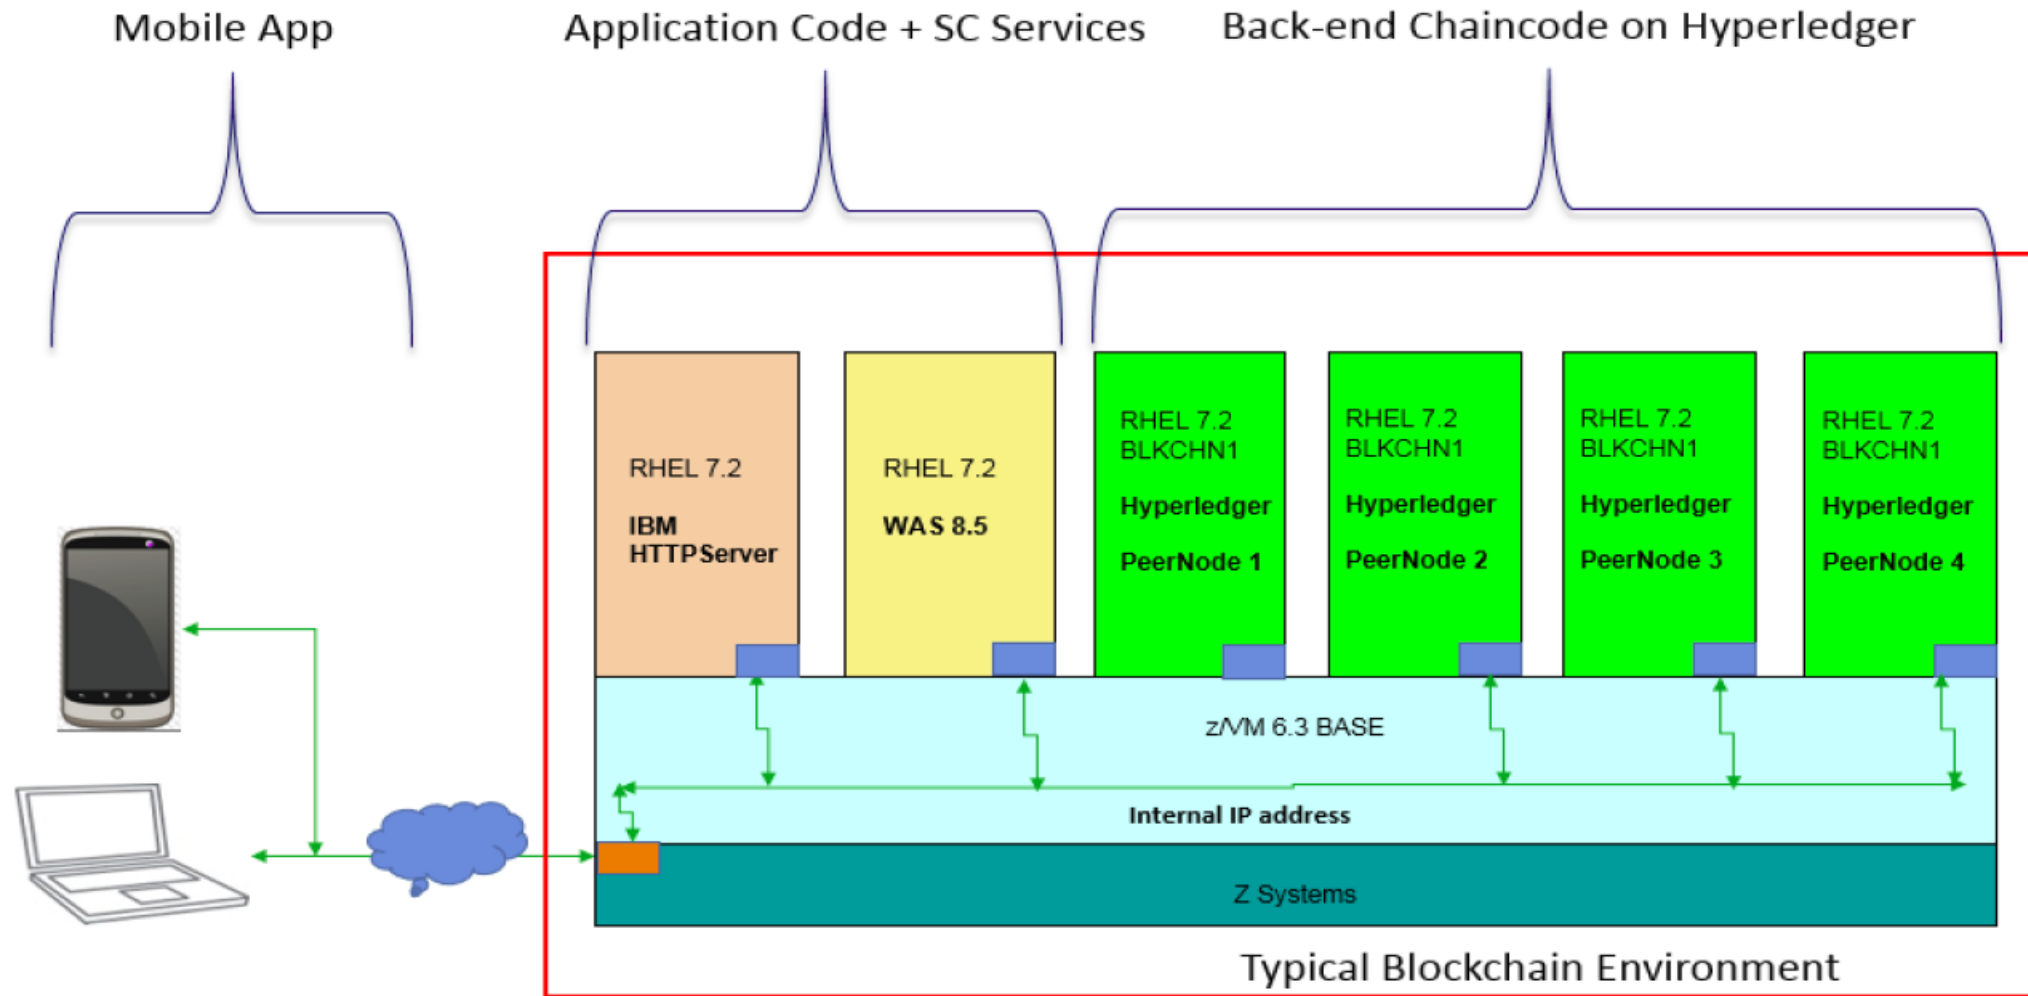 Mobile App
Application Code + SC Services
Back-end Chaincode on Hyperledger
RHEL 7.2
IBM
HTTPServer
RHEL 7.2
WAS 8.5
RHEL 7.2
BLKCHN1
Hyperledger
PeerNode 1
RHEL 7.2
BLKCHN1
Hyperledger
PeerNode 2
RHEL 7.2
BLKCHN1
Hyperledger
PeerNode 3
RHEL 7.2
BLKCHN1
Hyperledger
PeerNode 4
z/VM 6.3 BASE
Internal IP address
Z Systems
Typical Blockchain Environment